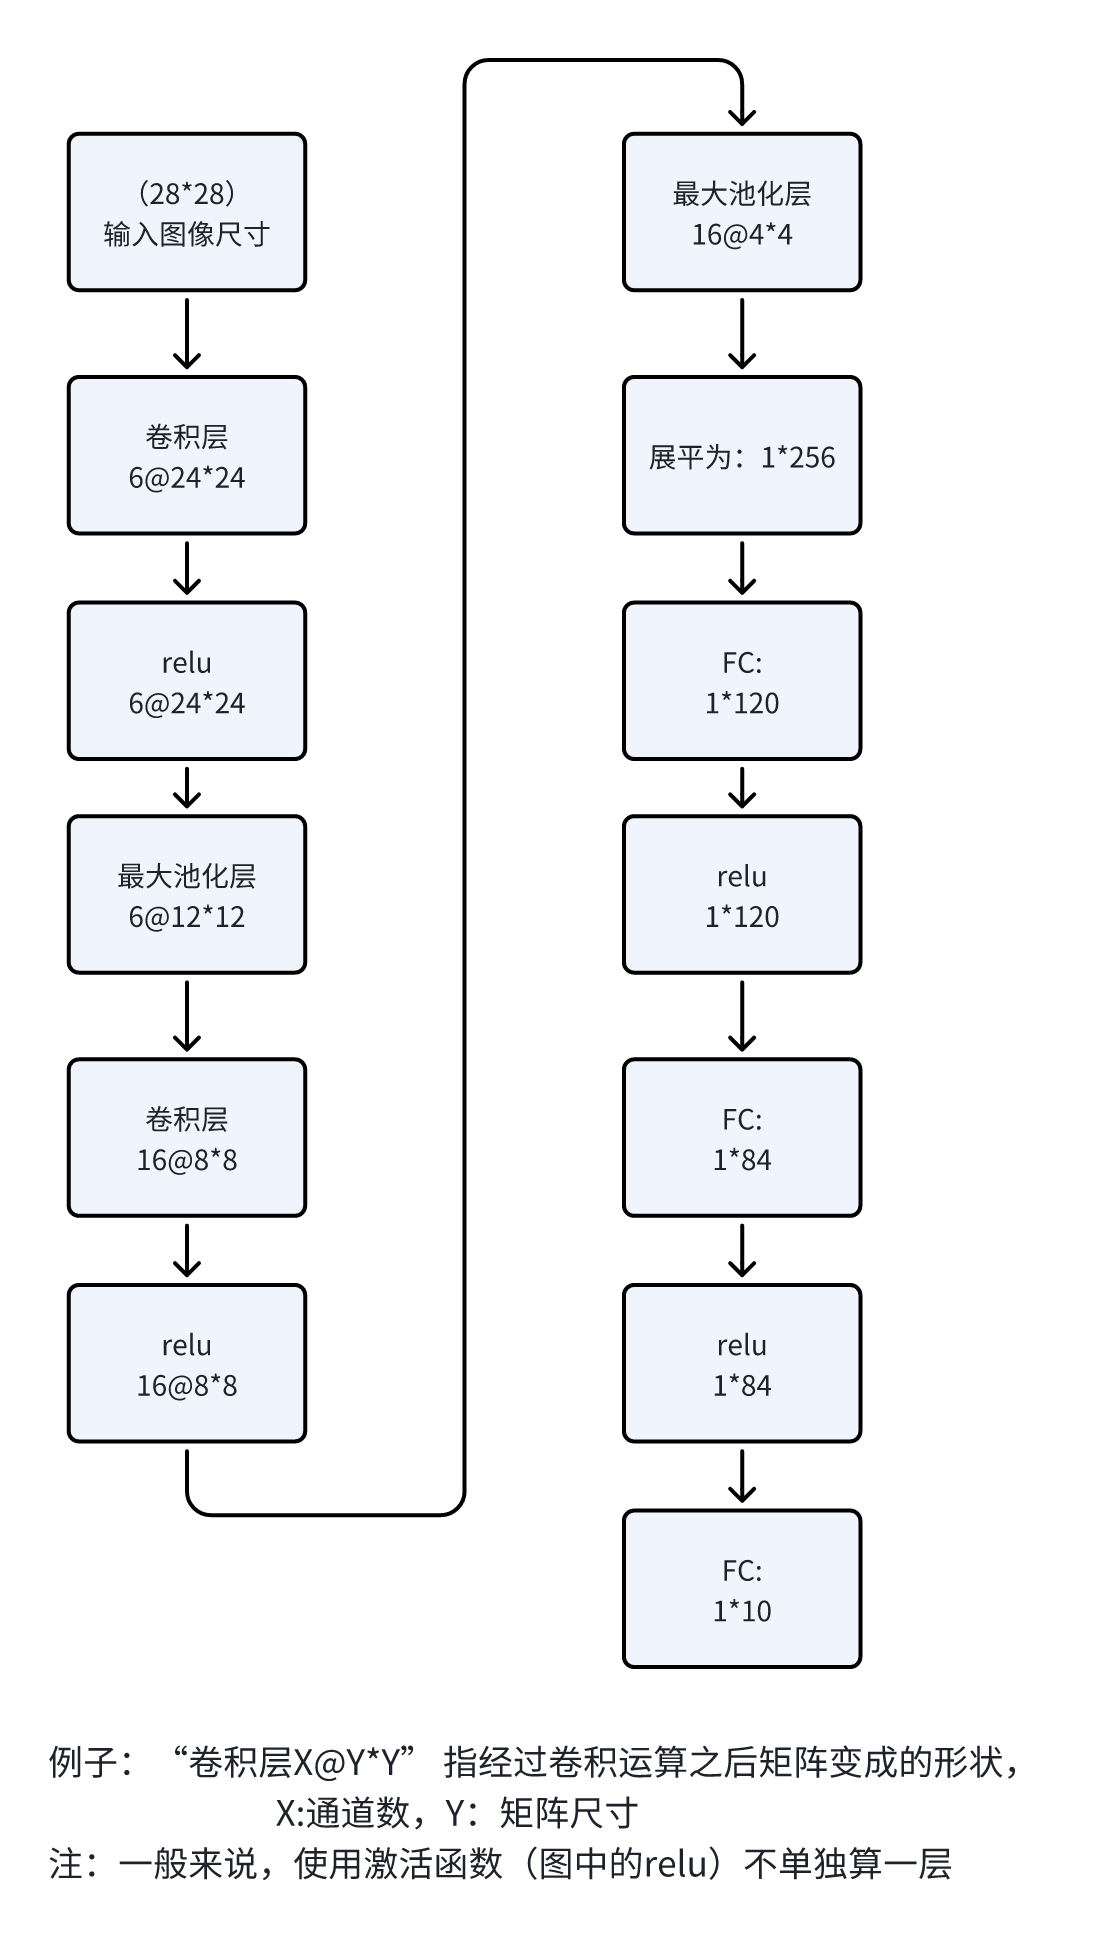 （28*28）
输入图像尺寸
卷积层
6@24*24
relu
6@24*24
最大池化层
6@12*12
卷积层
16@8*8
relu
16@8*8
最大池化层
16@4*4
展平为：1*256
FC:
1*120
relu
1*120
FC:
1*84
relu
1*84
FC:
1*10
例子：“卷积层X@Y*Y” 指经过卷积运算之后矩阵变成的形状，
X:通道数，Y：矩阵尺寸
注：一般来说，使用激活函数（图中的relu）不单独算一层